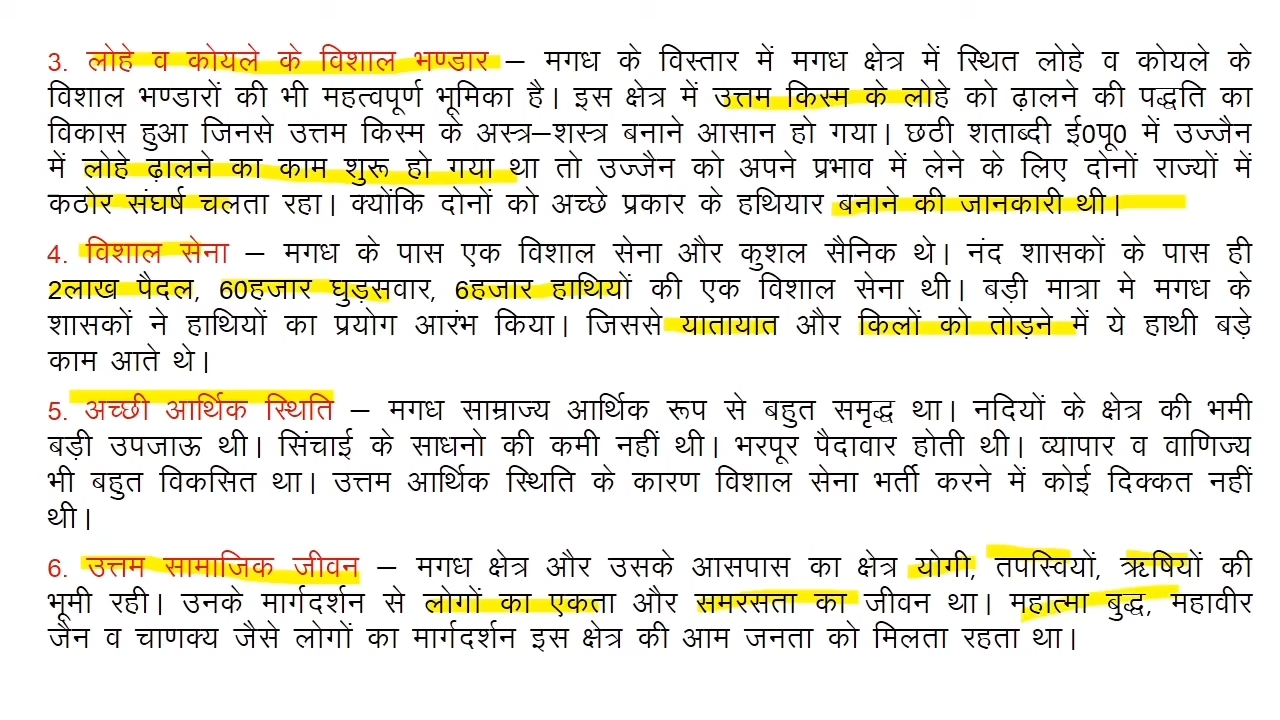 3. लोहे व कोयले के विशाल भण्डार – मगध के विस्तार में मगध क्षेत्र में स्थित लोहे व कोयले के
विशाल भण्डारों की भी महत्वपूर्ण भूमिका है। इस क्षेत्र में उत्तम किस्म के लोहे को ढ़ालने की पद्धति का
विकास हुआ जिनसे उत्तम किस्म के अस्त्र–शस्त्र बनाने आसान हो गया। छठी शताब्दी ई0पू0 में उज्जैन
में लोहे ढ़ालने का काम शुरू हो गया था तो उज्जैन को अपने प्रभाव में लेने के लिए दोनों राज्यों में
कठोर संघर्ष चलता रहा। क्योंकि दोनों को अच्छे प्रकार के हथियार बनाने की जानकारी थी।
4. विशाल सेना – मगध के पास एक विशाल सेना और कुशल सैनिक थे। नंद शासकों के पास ही
2लाख पैदल, 60हजार घुड़सवार, 6हजार हाथियों की एक विशाल सेना थी। बड़ी मात्रा मे मगध के
शासकों ने हाथियों का प्रयोग आरंभ किया। जिससे यातायात और किलों को तोड़ने में ये हाथी बड़े
काम आते थे।
5. अच्छी आर्थिक स्थिति – मगध साम्राज्य आर्थिक रूप से बहुत समृद्ध था। नदियों के क्षेत्र की भमी
बड़ी उपजाऊ थी। सिंचाई के साधनो की कमी नहीं थी। भरपूर पैदावार होती थी। व्यापार व वाणिज्य
भी बहुत विकसित था। उत्तम आर्थिक स्थिति के कारण विशाल सेना भर्ती करने में कोई दिक्कत नहीं
थी।
6. उत्तम सामाजिक जीवन – मगध क्षेत्र और उसके आसपास का क्षेत्र योगी, तपस्वियों, ऋषियों की
भूमी रही। उनके मार्गदर्शन से लोगों का एकता और समरसता का जीवन था। महात्मा बुद्ध, महावीर
जैन व चाणक्य जैसे लोगों का मार्गदर्शन इस क्षेत्र की आम जनता को मिलता रहता था।